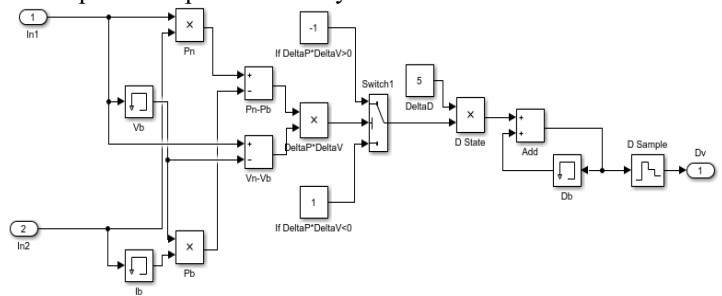 1
In1
×
Pn
-1
If DeltaP*DeltaV>0
Switch1
5
DeltaD
Vb
+
−
Pn-Pb
×
DeltaP*DeltaV
×
D State
+
+
Add
D Sample
Dv
1
+
−
Vn-Vb
Db
1
If DeltaP*DeltaV<0
2
In2
Ib
×
Pb